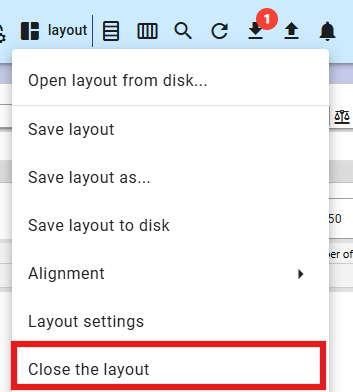 layout
1
Open layout from disk...
Save layout
Save layout as...
50
Save layout to disk
ber of
Alignment
Layout settings
Close the layout